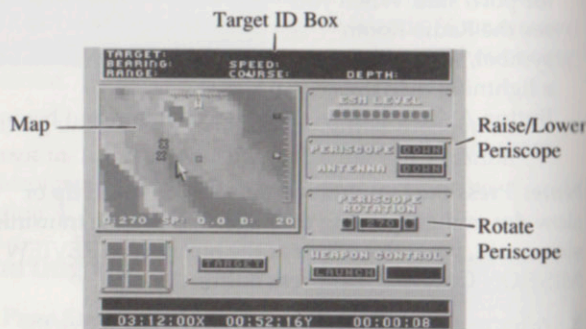 Target ID Box
TARGET:
BEARING: SPEED:
RANGE: COURSE: DEPTH:
ESM LEVEL
Map
Raise/Lower
Periscope
PERISCOPE DOWN
ANTENNA DOWN
PERISCOPE
ROTATION
270
Rotate
Periscope
C:270 SP: 0.0 D: 20
TARGET
WEAPON CONTROL
LAUNCH
03:12:00X 00:52:16Y 00:00:08